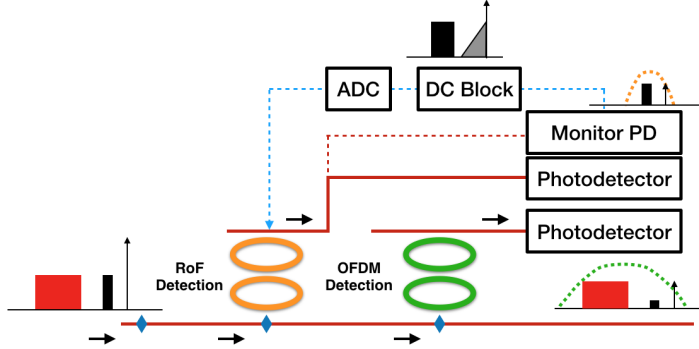 ADC
DC Block
Monitor PD
Photodetector
Photodetector
RoF
Detection
OFDM
Detection